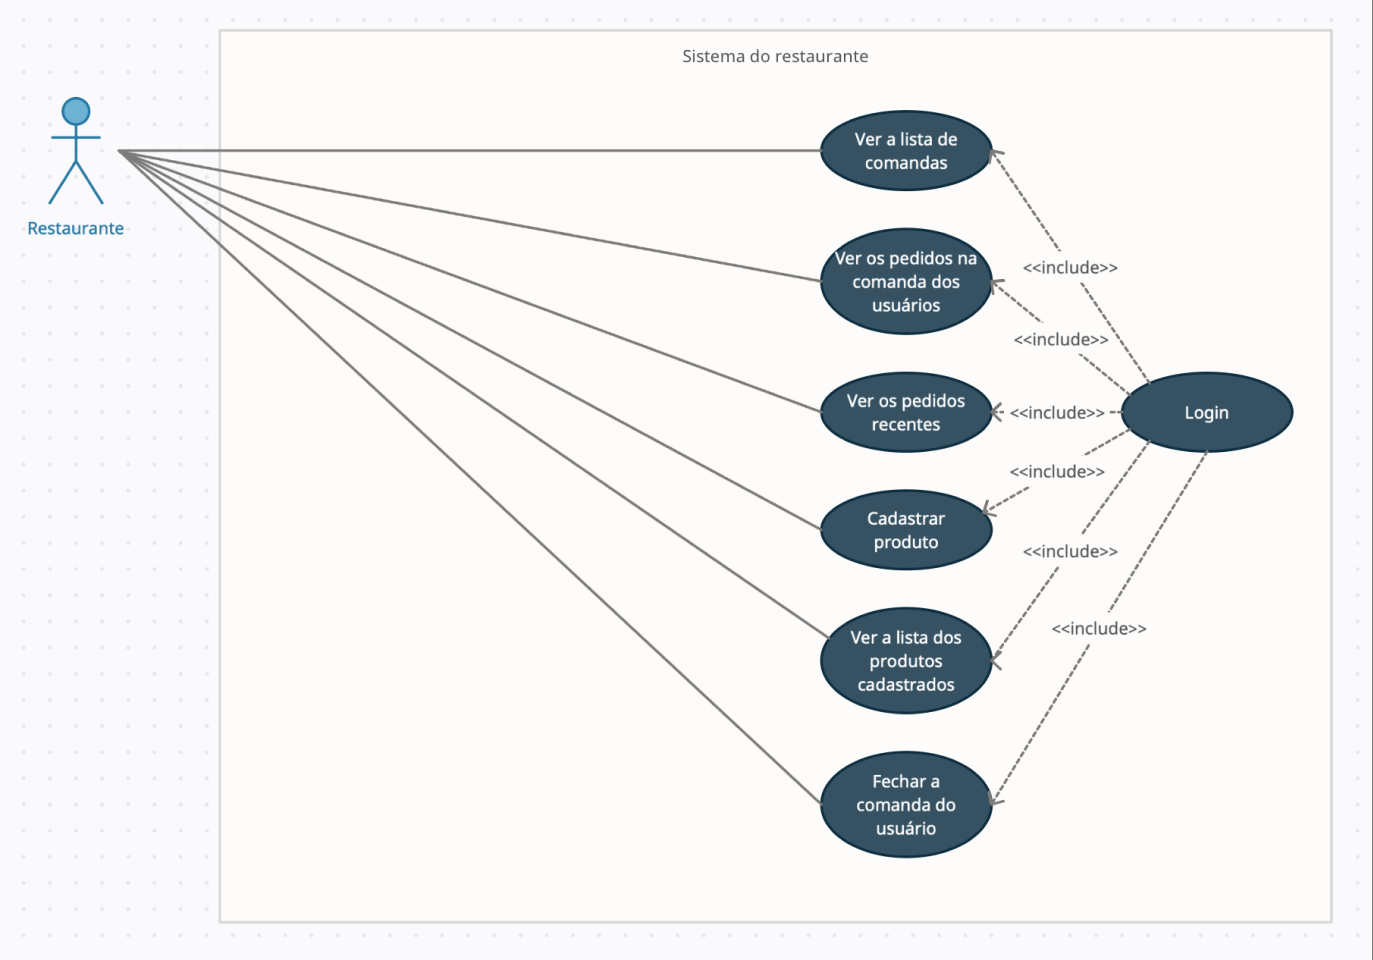 Sistema do restaurante
Restaurante
Ver a lista de
comandas
<<include>>
Ver os pedidos na
comanda dos
usuários
<<include>>
Ver os pedidos
recentes
<<include>>
Login
<<include>>
Cadastrar
produto
<<include>>
Ver a lista dos
produtos
cadastrados
<<include>>
Fechar a
comanda do
usuário